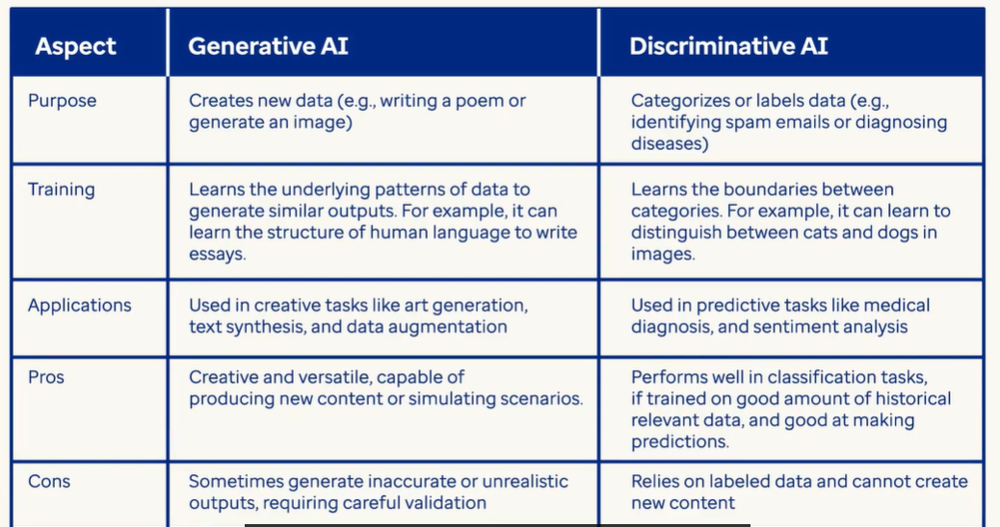 Aspect
Generative AI
Discriminative AI
Purpose
Creates new data (e.g., writing a poem or
generate an image)
Categorizes or labels data (e.g.,
identifying spam emails or diagnosing
diseases)
Training
Learns the underlying patterns of data to
generate similar outputs. For example, it can
learn the structure of human language to write
essays.
Learns the boundaries between
categories. For example, it can learn to
distinguish between cats and dogs in
images.
Applications
Used in creative tasks like art generation,
text synthesis, and data augmentation
Used in predictive tasks like medical
diagnosis, and sentiment analysis
Pros
Creative and versatile, capable of
producing new content or simulating scenarios.
Performs well in classification tasks,
if trained on good amount of historical
relevant data, and good at making
predictions.
Cons
Sometimes generate inaccurate or unrealistic
outputs, requiring careful validation
Relies on labeled data and cannot create
new content